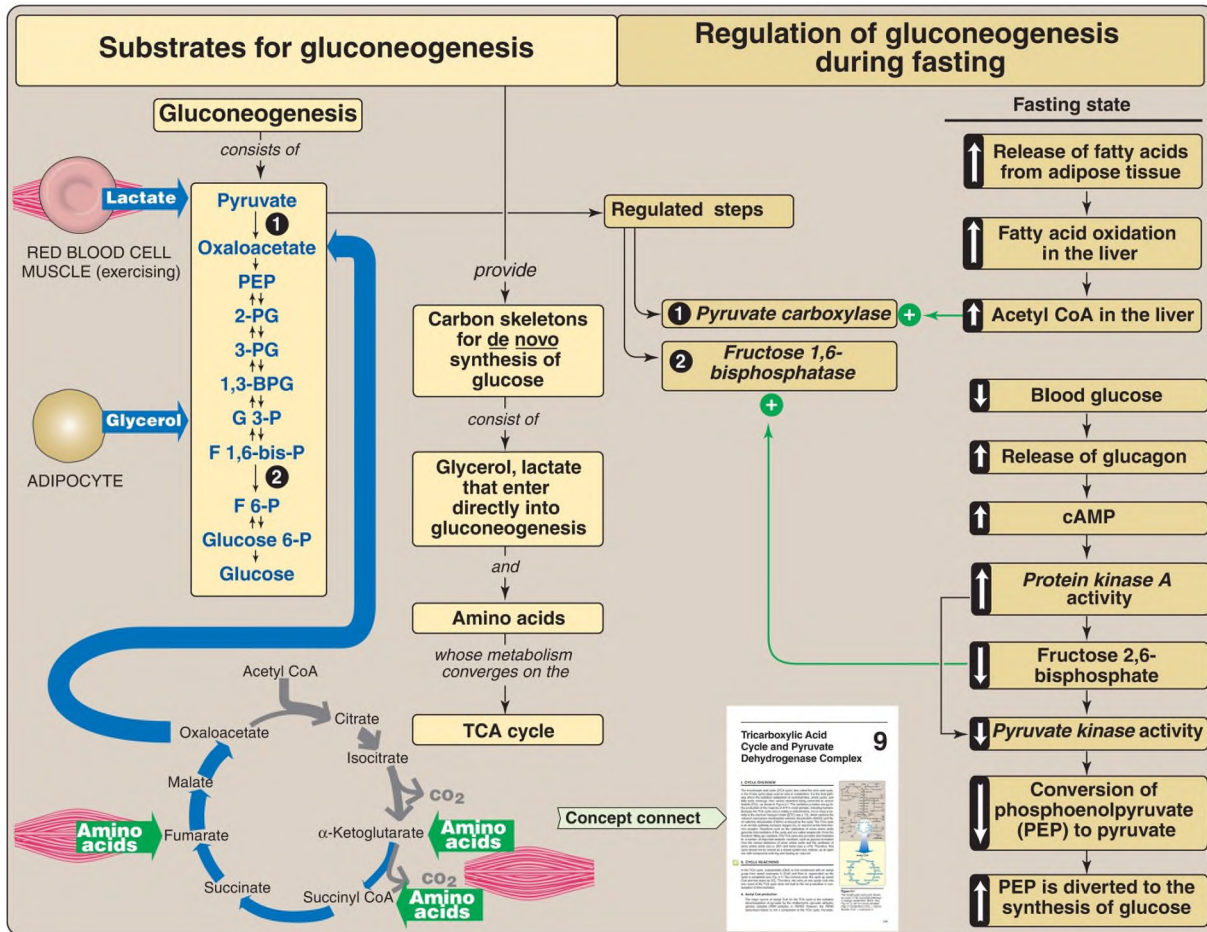 Substrates for gluconeogenesis
Regulation of gluconeogenesis
during fasting
Gluconeogenesis
consists of
Lactate
RED BLOOD CELL
MUSCLE (exercising)
Glycerol
ADIPOCYTE
Pyruvate
1
Oxaloacetate
PEP
2-PG
3-PG
1,3-BPG
G 3-P
F 1,6-bis-P
2
F 6-P
Glucose 6-P
Glucose
provide
Carbon skeletons
for de novo
synthesis of
glucose
consist of
Glycerol, lactate
that enter
directly into
gluconeogenesis
and
Amino acids
whose metabolism
converges on the
TCA cycle
Regulated steps
1 Pyruvate carboxylase
+
2 Fructose 1,6-
bisphosphatase
+
Fasting state
Release of fatty acids
from adipose tissue
Fatty acid oxidation
in the liver
Acetyl CoA in the liver
Blood glucose
Release of glucagon
cAMP
Protein kinase A
activity
Fructose 2,6-
bisphosphate
Pyruvate kinase activity
Conversion of
phosphoenolpyruvate
(PEP) to pyruvate
PEP is diverted to the
synthesis of glucose
Acetyl CoA
Oxaloacetate
Citrate
Isocitrate
CO2
α-Ketoglutarate
Amino
acids
CO2
Succinyl CoA
Amino
acids
Succinate
Fumarate
Amino
acids
Malate
Concept connect
Tricarboxylic Acid
Cycle and Pyruvate
Dehydrogenase Complex
9
I. CYCLE OVERVIEW
II. CYCLE REACTIONS